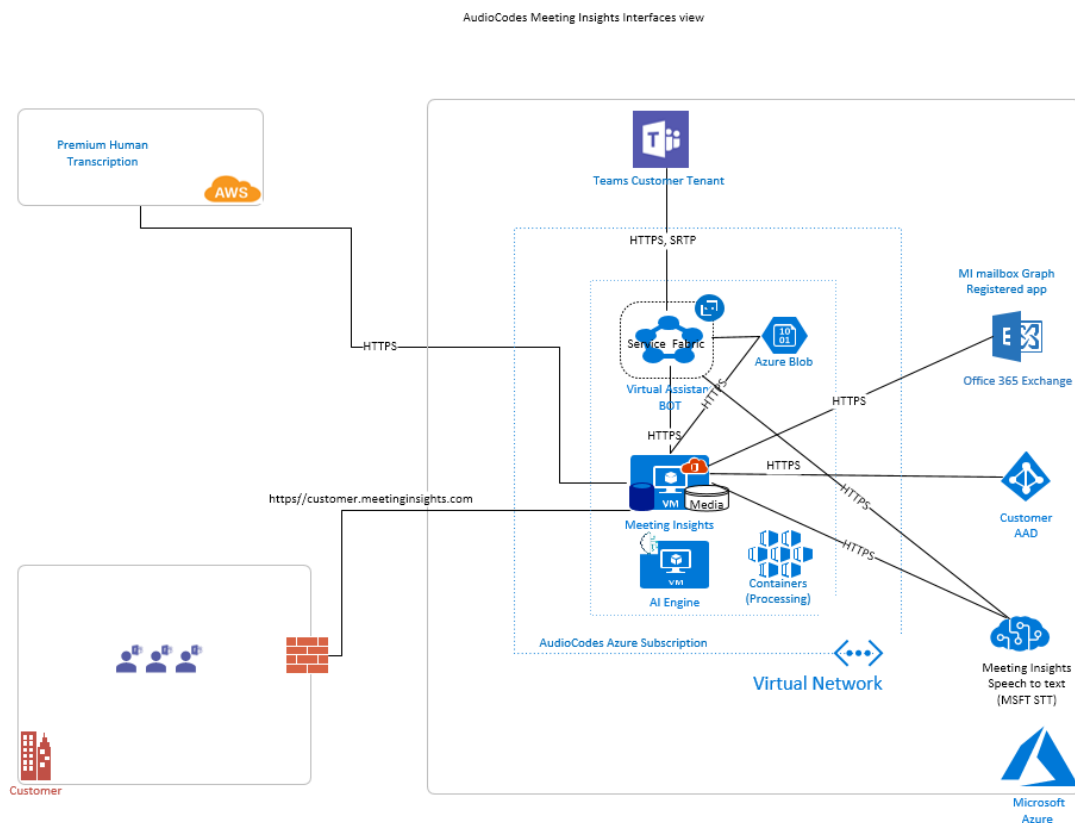 AudioCodes Meeting Insights Interfaces view
Premium Human
Transcription
AWS
Teams Customer Tenant
HTTPS, SRTP
MI mailbox Graph
Registered app
Service Fabric
10
01
Azure Blob
E
Office 365 Exchange
Virtual Assistan
BOT
HTTPS
HTTPS
HTTPS
HTTPS
HTTPS
VM
Media
Meeting Insights
HTTPS
Customer
AAD
https//customer.meetinginsights.com
HTTPS
VM
AI Engine
Containers
(Processing)
AudioCodes Azure Subscription
Virtual Network
Meeting Insights
Speech to text
(MSFT STT)
Customer
Microsoft
Azure